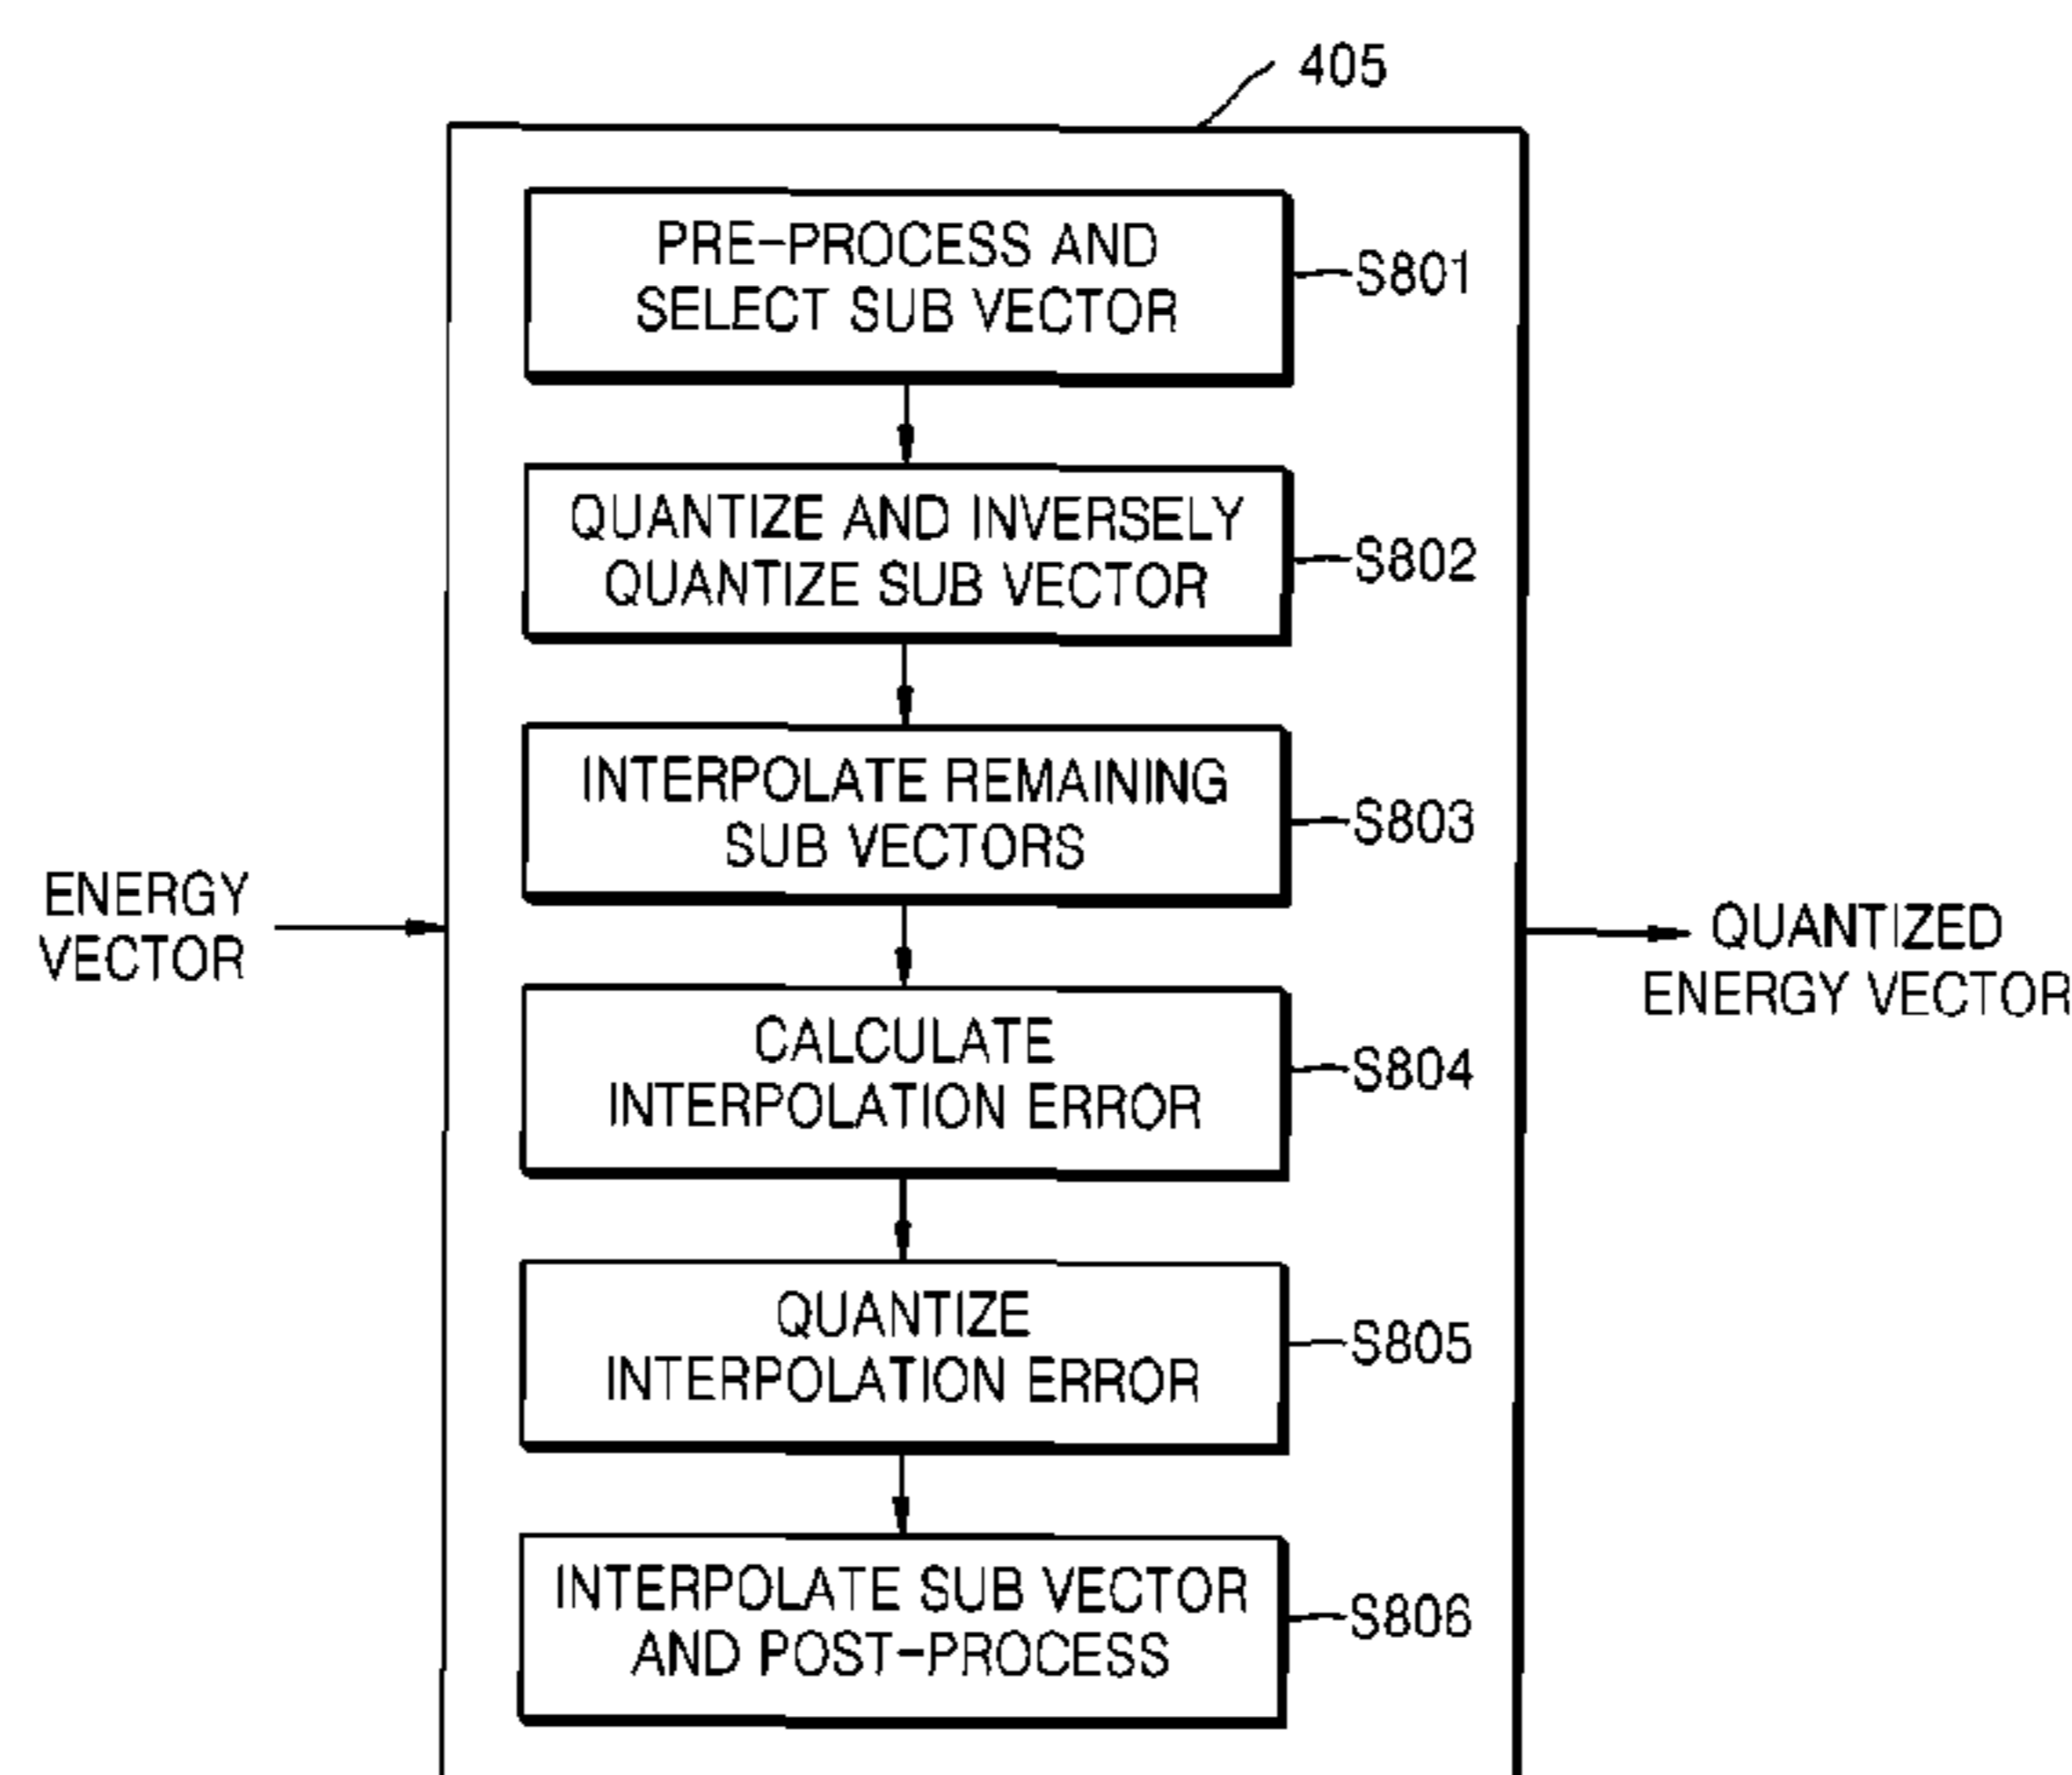 405
PRE-PROCESS AND
SELECT SUB VECTOR
S801
QUANTIZE AND INVERSELY
QUANTIZE SUB VECTOR
S802
INTERPOLATE REMAINING
SUB VECTORS
S803
ENERGY
VECTOR
QUANTIZED
ENERGY VECTOR
CALCULATE
INTERPOLATION ERROR
S804
QUANTIZE
INTERPOLATION ERROR
S805
INTERPOLATE SUB VECTOR
AND POST-PROCESS
S806